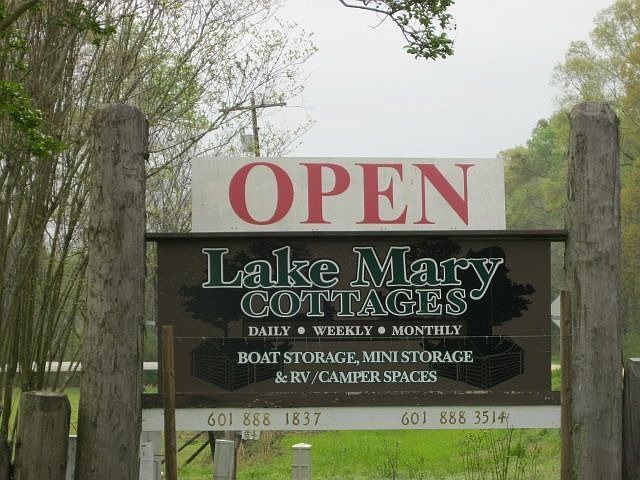 OPEN
Lake Mary
COTTAGES
DAILY • WEEKLY • MONTHLY
BOAT STORAGE, MINI STORAGE
& RV/CAMPER SPACES
601 888 1837 601 888 3514